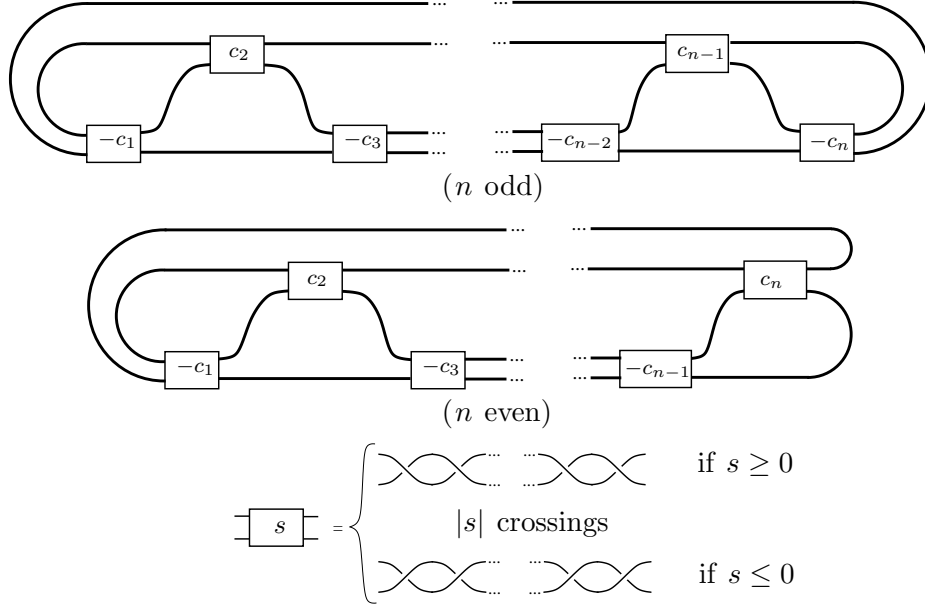 ... ...
c₂ ... ... cₙ₋₁
−c₁ −c₃ ... ... −cₙ₋₂ −cₙ
... ...
(n odd)
... ...
c₂ ... ... cₙ
−c₁ −c₃ ... ... −cₙ₋₁
... ...
(n even)
... ... if s ≥ 0
... ...
s = |s| crossings
... ... if s ≤ 0
... ...